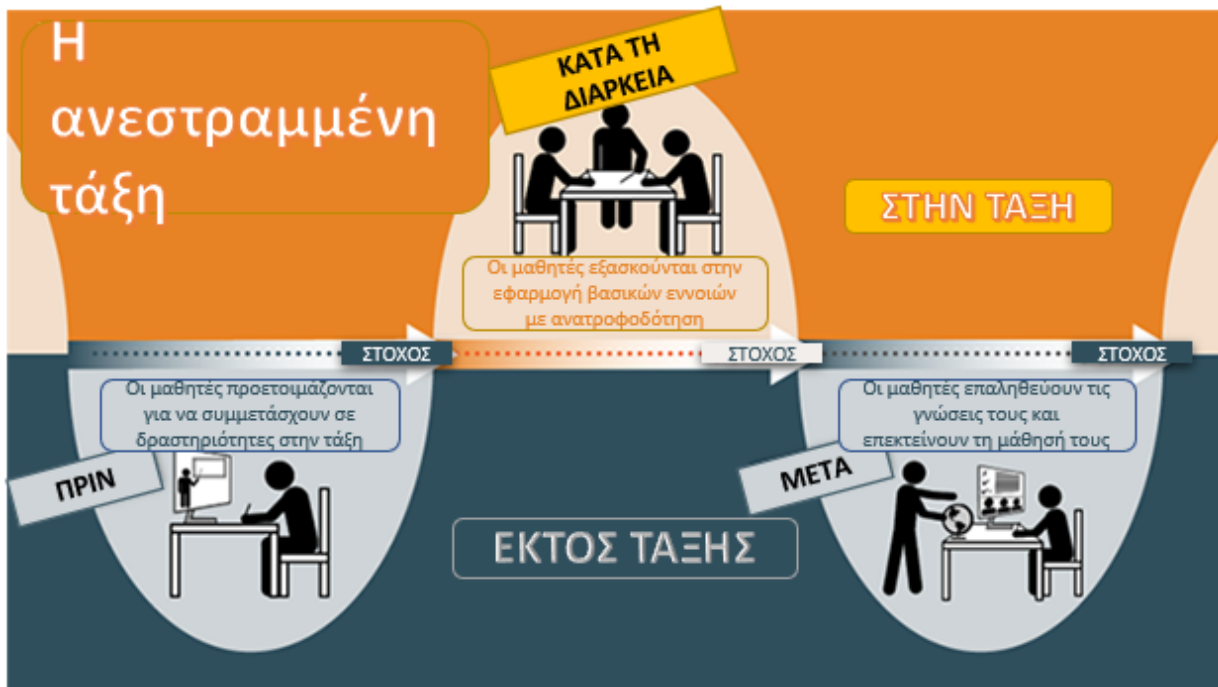 Η
ανεστραμμένη
τάξη
ΚΑΤΑ ΤΗ
ΔΙΑΡΚΕΙΑ
ΣΤΗΝ ΤΑΞΗ
Οι μαθητές εξασκούνται στην
εφαρμογή βασικών εννοιών
με ανατροφοδότηση
ΣΤΟΧΟΣ
ΣΤΟΧΟΣ
ΣΤΟΧΟΣ
Οι μαθητές προετοιμάζονται
για να συμμετάσχουν σε
δραστηριότητες στην τάξη
ΠΡΙΝ
Οι μαθητές επαληθεύουν τις
γνώσεις τους και
επεκτείνουν τη μάθησή τους
ΜΕΤΑ
ΕΚΤΟΣ ΤΑΞΗΣ